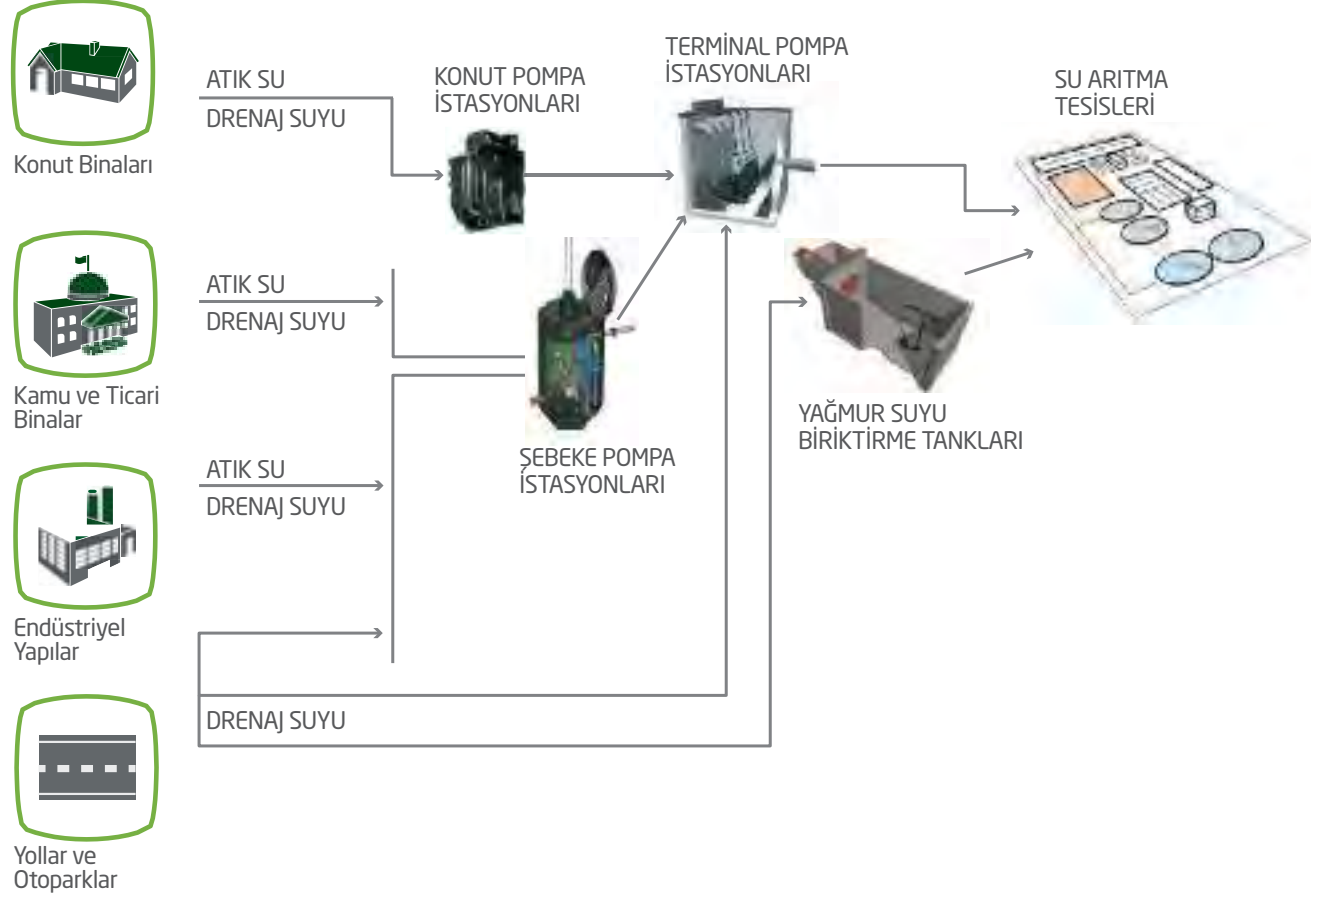 ATIK SU
DRENAJ SUYU
Konut Binaları
KONUT POMPA
İSTASYONLARI
TERMİNAL POMPA
İSTASYONLARI
SU ARITMA
TESİSLERİ
ATIK SU
DRENAJ SUYU
Kamu ve Ticari
Binalar
ŞEBEKE POMPA
İSTASYONLARI
YAĞMUR SUYU
BİRİKTİRME TANKLARI
ATIK SU
DRENAJ SUYU
Endüstriyel
Yapılar
DRENAJ SUYU
Yollar ve
Otoparklar